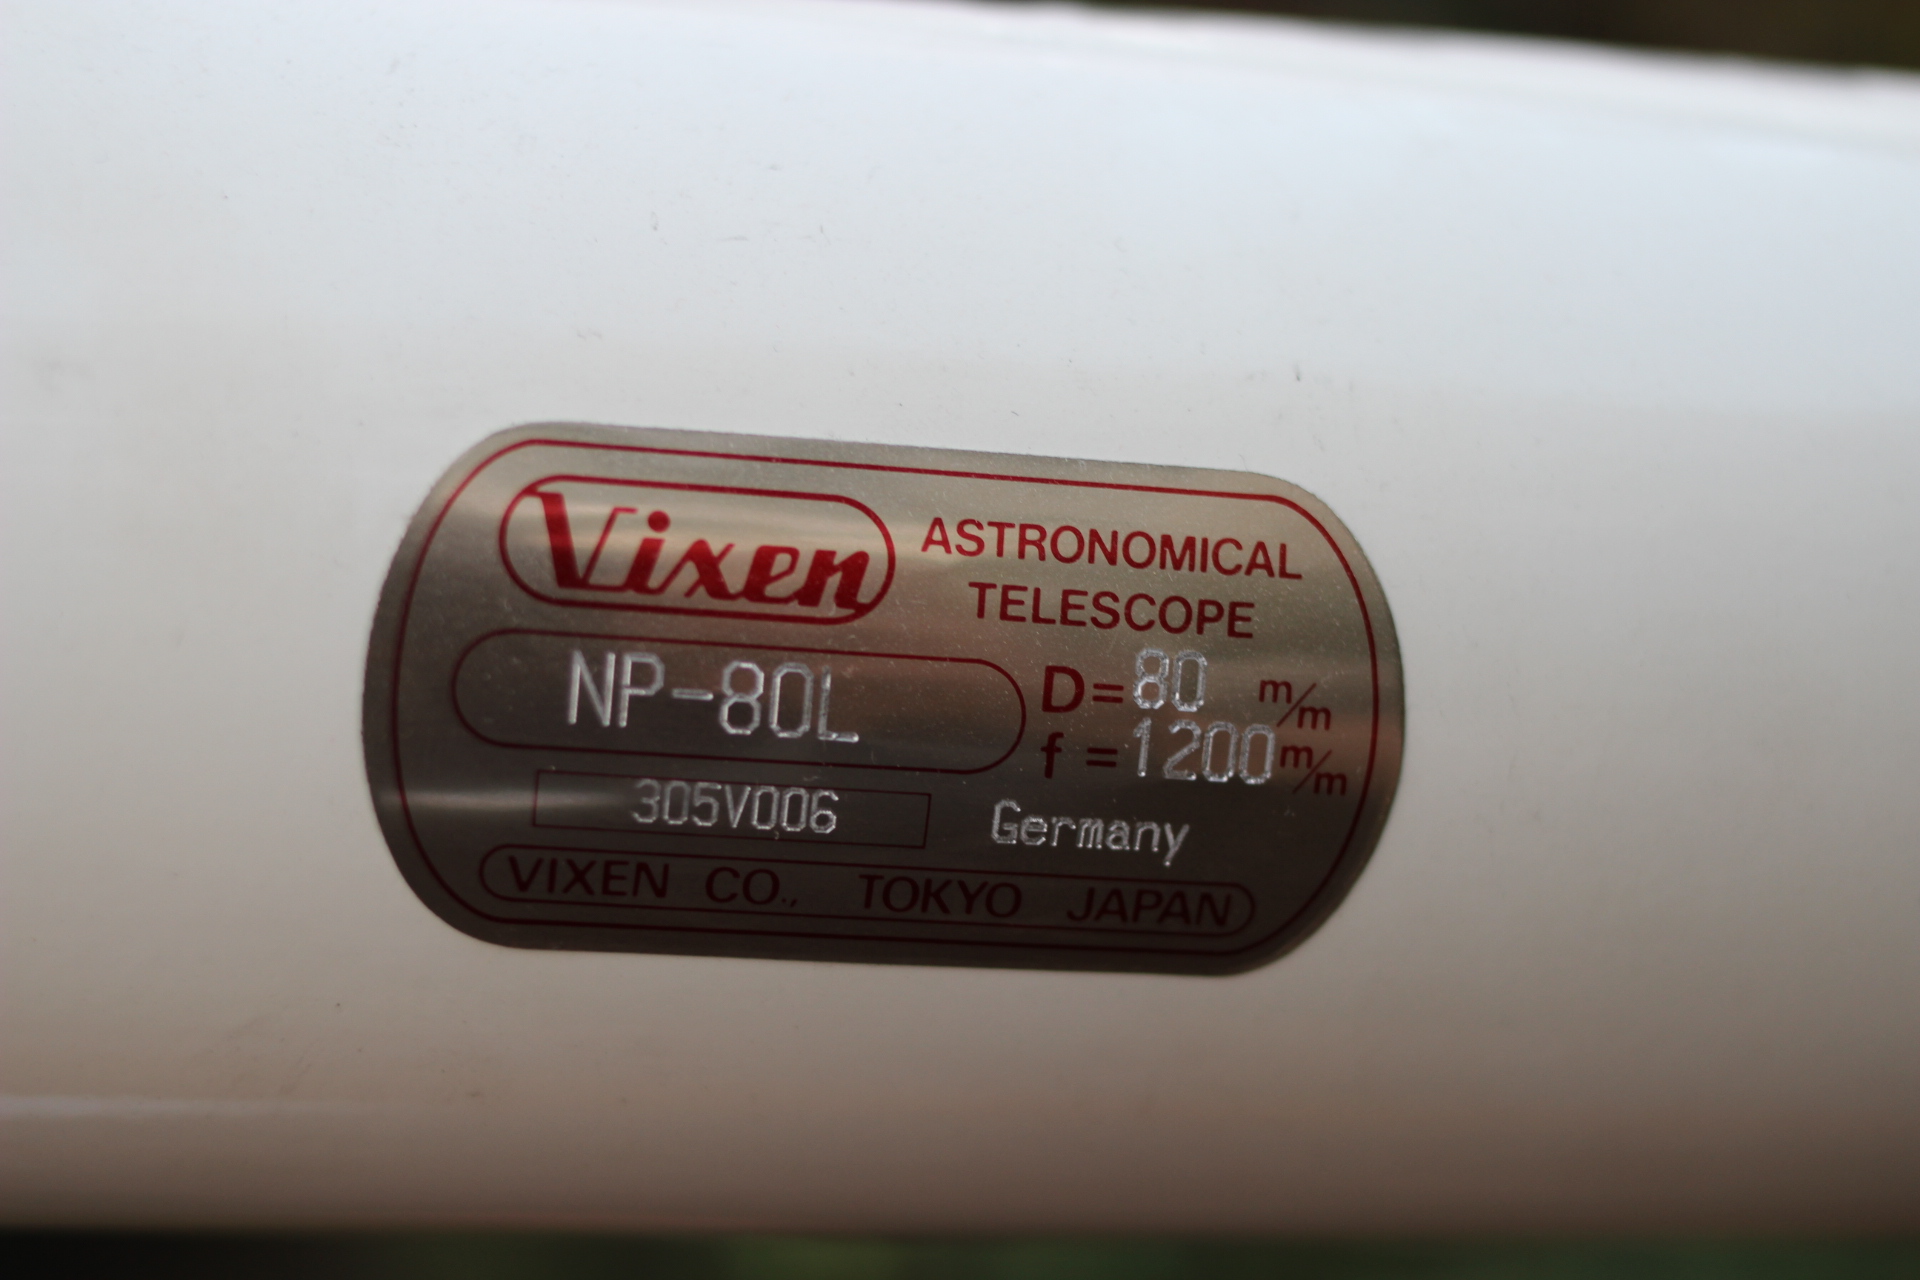 Vixen
ASTRONOMICAL
TELESCOPE
NP-80L
D=80 m/m
f=1200 m/m
305V006
Germany
VIXEN CO., TOKYO JAPAN